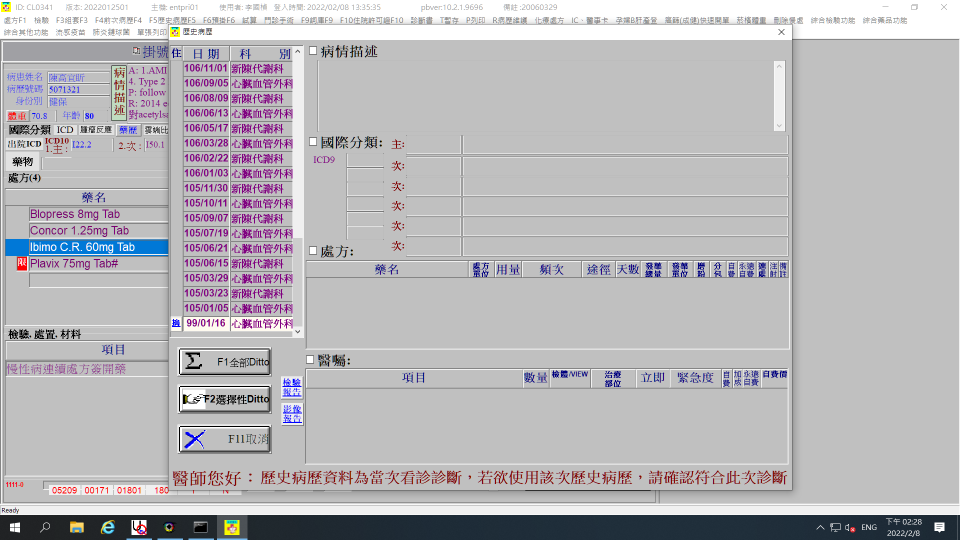 ID: CL0341 版本: 2022012501 主機: entpri01 使用者: 李國楨 登入時間: 2022/02/08 13:35:35 pbver:10.2.1.9696 備註: 20060329
處方F1 檢驗 F3組套F3 F4前次病歷F4 F5歷史病歷F5 F6預掛F6 試算 門診手術 F9詞庫F9 F10住院許可證F10 診斷書 T暫存 P列印 R病歷維護 化療處方 IC、醫事卡 孕婦B肝產登 高篩(成健)快速開單 菸檳體重 刪除優處 綜合檢驗功能 綜合藥品功能
綜合其他功能 流感疫苗 肺炎鏈球菌 單張列印
歷史病歷
掛號
病患姓名 陳高宜昕
病歷號碼 5071321
身份別 健保
體重 70.8 年齡 80
病情描述
A: 1.AMI
4. Type 2
P: follow
R: 2014 e
對acetylsa
國際分類 ICD 腫瘤反應 藥歷 雲端比
出院ICD ICD10 1.主: I22.2 2.次: I50.1
藥物
處方(4)
藥名
Blopress 8mg Tab
Concor 1.25mg Tab
Ibimo C.R. 60mg Tab
限 Plavix 75mg Tab#
檢驗, 處置, 材料
項目
慢性病連續處方簽開藥
1111-0
05209 00171 01801 180 1 N
住 日期 科別
106/11/01 新陳代謝科
106/09/05 心臟血管外科
106/08/09 新陳代謝科
106/06/13 心臟血管外科
106/05/17 新陳代謝科
106/03/28 心臟血管外科
106/02/22 新陳代謝科
106/01/03 心臟血管外科
105/11/30 新陳代謝科
105/10/11 心臟血管外科
105/09/07 新陳代謝科
105/07/19 心臟血管外科
105/06/21 心臟血管外科
105/06/15 新陳代謝科
105/03/29 心臟血管外科
105/03/23 新陳代謝科
105/01/05 心臟血管外科
摘 99/01/16 心臟血管外科
F1全部Ditto
F2選擇性Ditto
F11取消
檢驗報告
影像報告
病情描述
國際分類: 主:
ICD9 次:
次:
次:
次:
次:
處方:
藥名 處方單位 用量 頻次 途徑 天數 發藥總量 發藥單位 磨粉 分包 自費 永遠自費 連處 注射 備註
醫囑:
項目 數量 檢體/VIEW 治療部位 立即 緊急度 自費 加成 永遠自費 自費價
醫師您好：歷史病歷資料為當次看診診斷，若欲使用該次歷史病歷，請確認符合此次診斷
Ready
ENG
下午 02:28
2022/2/8